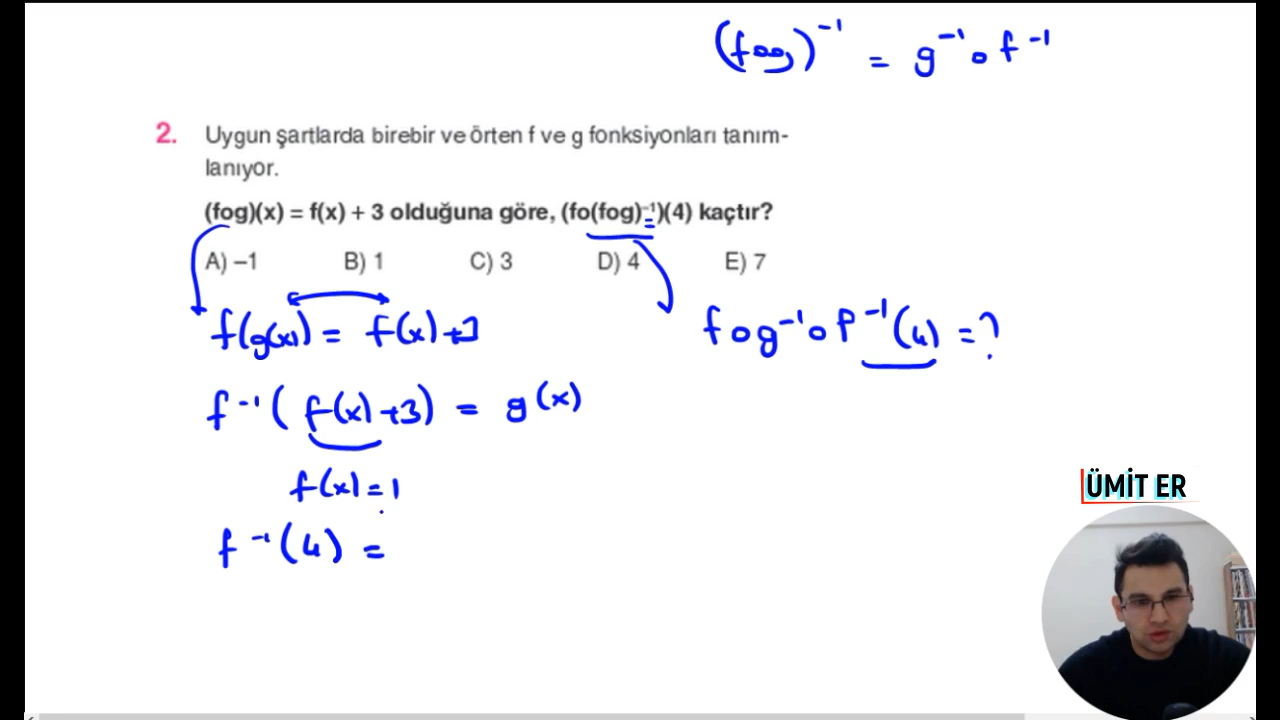 (fog)⁻¹ = g⁻¹ o f⁻¹
2. Uygun şartlarda birebir ve örten f ve g fonksiyonları tanım-
lanıyor.
(fog)(x) = f(x) + 3 olduğuna göre, (fo(fog)⁻¹)(4) kaçtır?
A) –1 B) 1 C) 3 D) 4 E) 7
f(g(x)) = f(x)+3
fog⁻¹of⁻¹(4) = ?
f⁻¹(f(x)+3) = g(x)
f(x)=1
f⁻¹(4) =
ÜMİT ER